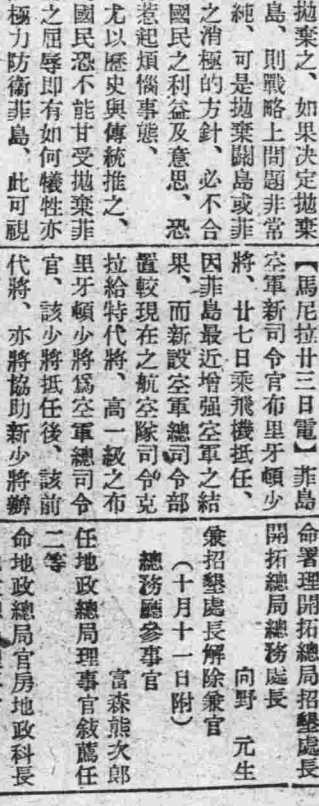 拋棄之、如果決定拋棄
島、則戰略上問題非常
純、可是拋棄關島或菲
之消極的方針、必不合
國民之利益及意思、恐
惹起煩惱事態、
尤以歷史與傳統推之、
國民恐不能甘受拋棄菲
之屈辱即有如何犧牲亦
極力防衛菲島、此可視
【馬尼拉廿三日電】菲島
空軍新司令官布里牙頓少
將、廿七日乘飛機抵任、
因菲島最近增强空軍之結
果、而新設空軍總司令部
置較現在之航空隊司令克
拉給特代將、高一級之布
里牙頓少將爲空軍總司令
官、該少將抵任後、該前
代將、亦將協助新少將辦
命署理開拓總局招墾處長
開拓總局總務處長
向野 元生
兼招墾處長解除兼官
（十月十一日附）
總務廳參事官
富森熊次郎
任地政總局理事官敍薦任
二等
命地政總局官房地政科長